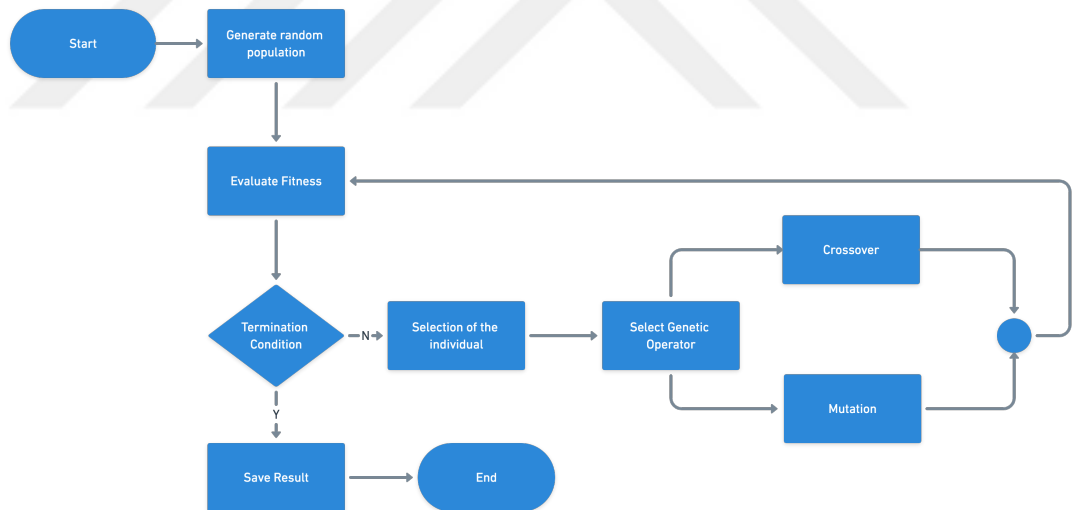 Start
Generate random
population
Evaluate Fitness
Termination
Condition
N
Selection of the
individual
Select Genetic
Operator
Crossover
Mutation
Y
Save Result
End